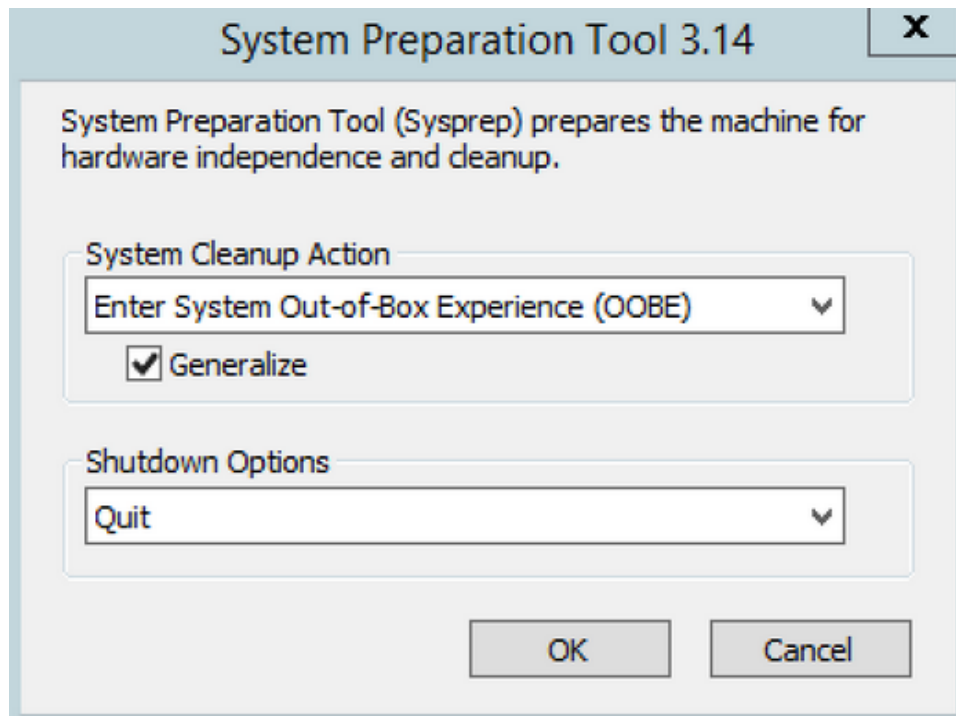 System Preparation Tool 3.14
x
System Preparation Tool (Sysprep) prepares the machine for
hardware independence and cleanup.
System Cleanup Action
Enter System Out-of-Box Experience (OOBE)
Generalize
Shutdown Options
Quit
OK
Cancel